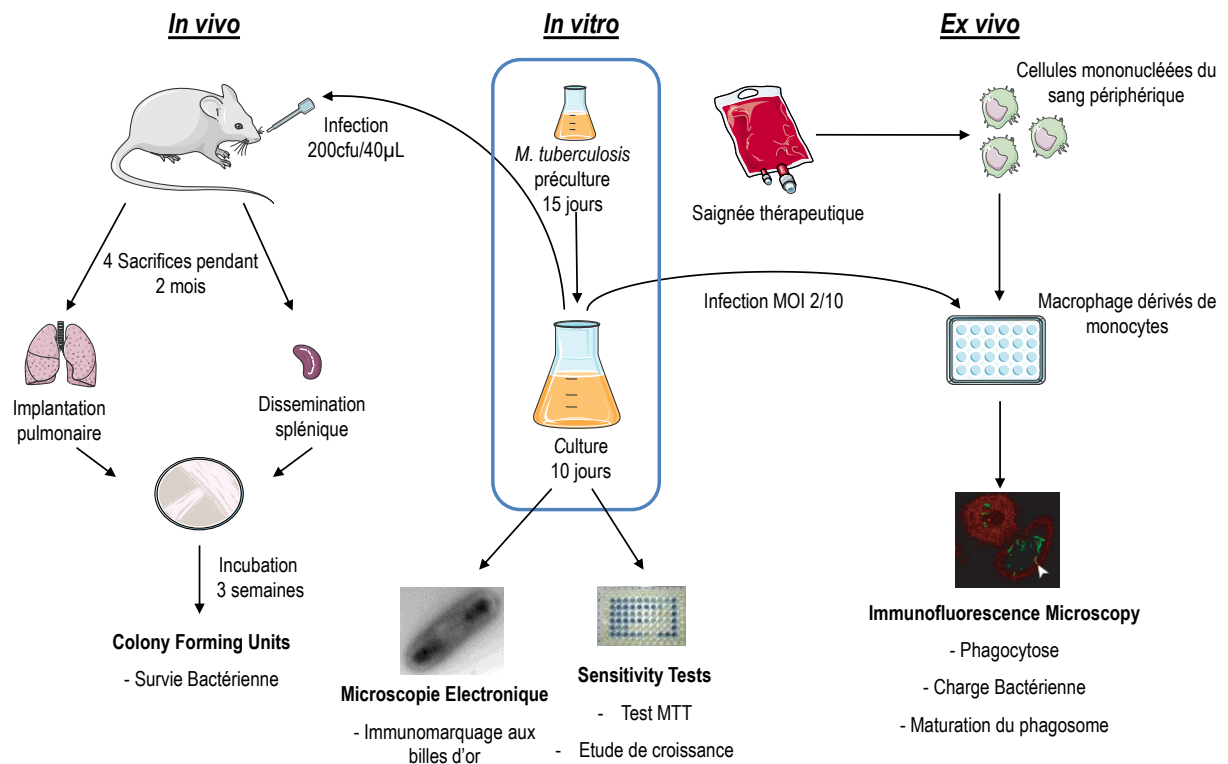 In vivo
Infection
200cfu/40µL
4 Sacrifices pendant
2 mois
Implantation
pulmonaire
Dissemination
splénique
Incubation
3 semaines
Colony Forming Units
- Survie Bactérienne
In vitro
M. tuberculosis
préculture
15 jours
Culture
10 jours
Microscopie Electronique
- Immunomarquage aux
billes d'or
Sensitivity Tests
- Test MTT
- Etude de croissance
Ex vivo
Cellules mononucléées du
sang périphérique
Saignée thérapeutique
Infection MOI 2/10
Macrophage dérivés de
monocytes
Immunofluorescence Microscopy
- Phagocytose
- Charge Bactérienne
- Maturation du phagosome